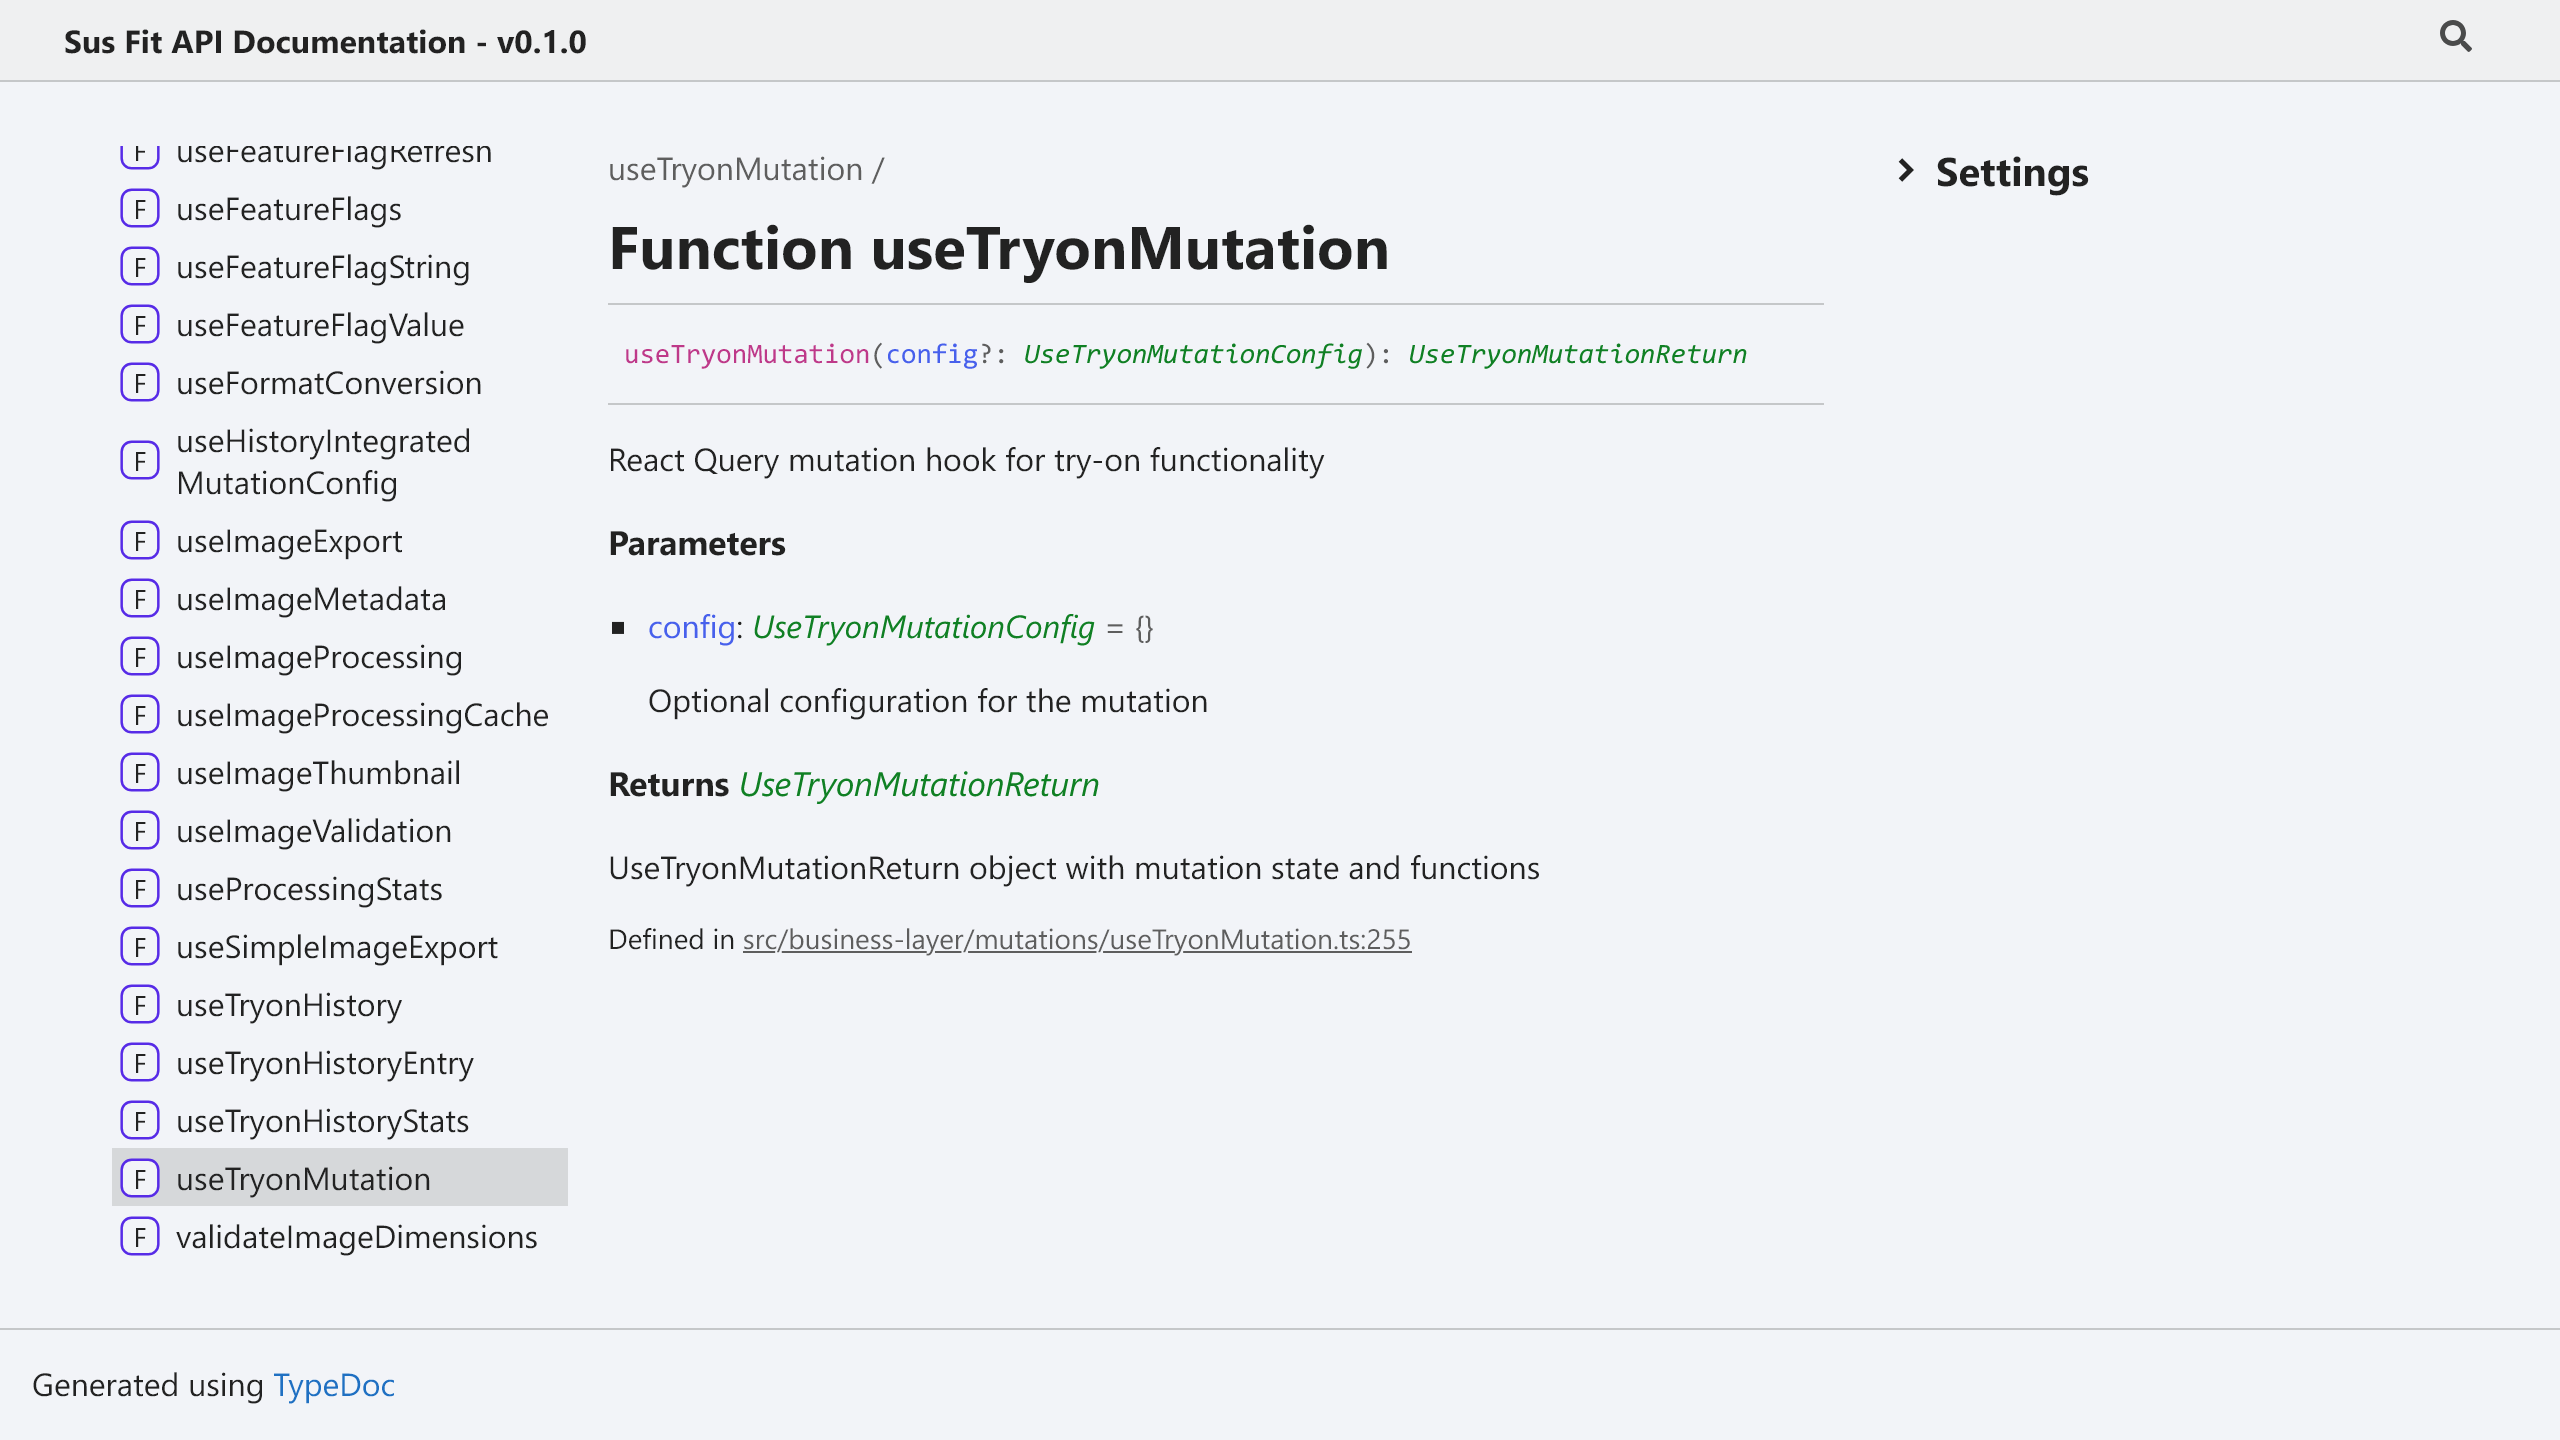 Sus Fit API Documentation - v0.1.0
F useFeatureFlagRefresh
F useFeatureFlags
F useFeatureFlagString
F useFeatureFlagValue
F useFormatConversion
F useHistoryIntegrated
MutationConfig
F useImageExport
F useImageMetadata
F useImageProcessing
F useImageProcessingCache
F useImageThumbnail
F useImageValidation
F useProcessingStats
F useSimpleImageExport
F useTryonHistory
F useTryonHistoryEntry
F useTryonHistoryStats
F useTryonMutation
F validateImageDimensions
useTryonMutation /
Function useTryonMutation
useTryonMutation(config?: UseTryonMutationConfig): UseTryonMutationReturn
React Query mutation hook for try-on functionality
Parameters
config: UseTryonMutationConfig = {}
Optional configuration for the mutation
Returns UseTryonMutationReturn
UseTryonMutationReturn object with mutation state and functions
Defined in src/business-layer/mutations/useTryonMutation.ts:255
Settings
Generated using TypeDoc